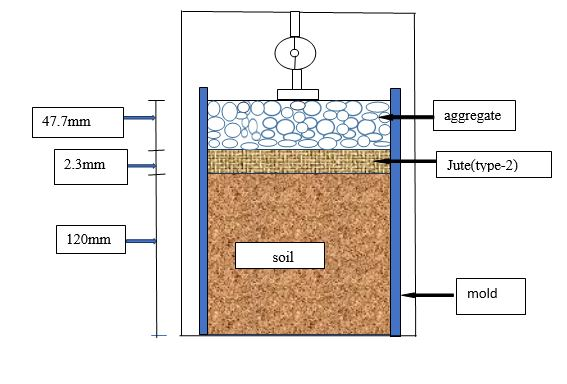 47.7mm
aggregate
2.3mm
Jute(type-2)
120mm
soil
mold